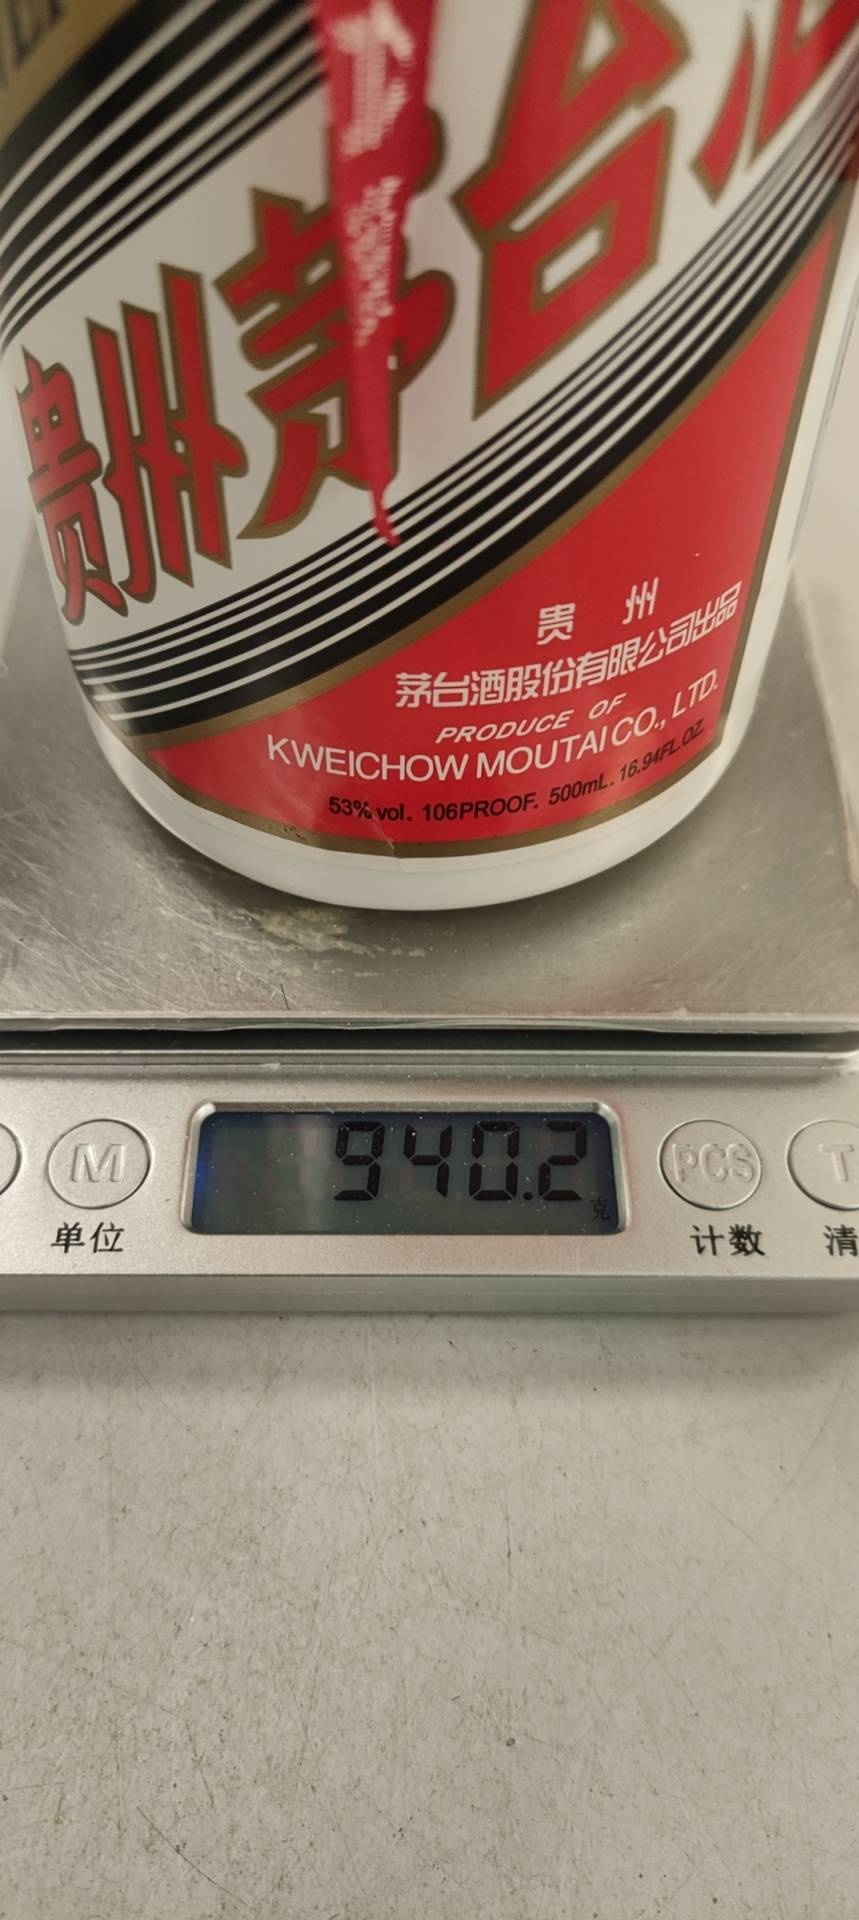 贵州茅台
贵 州
茅台酒股份有限公司出品
PRODUCE OF
KWEICHOW MOUTAI CO., LTD.
53% vol. 106PROOF. 500mL. 16.94FL.OZ.
940.2
克
M
PCS
T
单位
计数
清